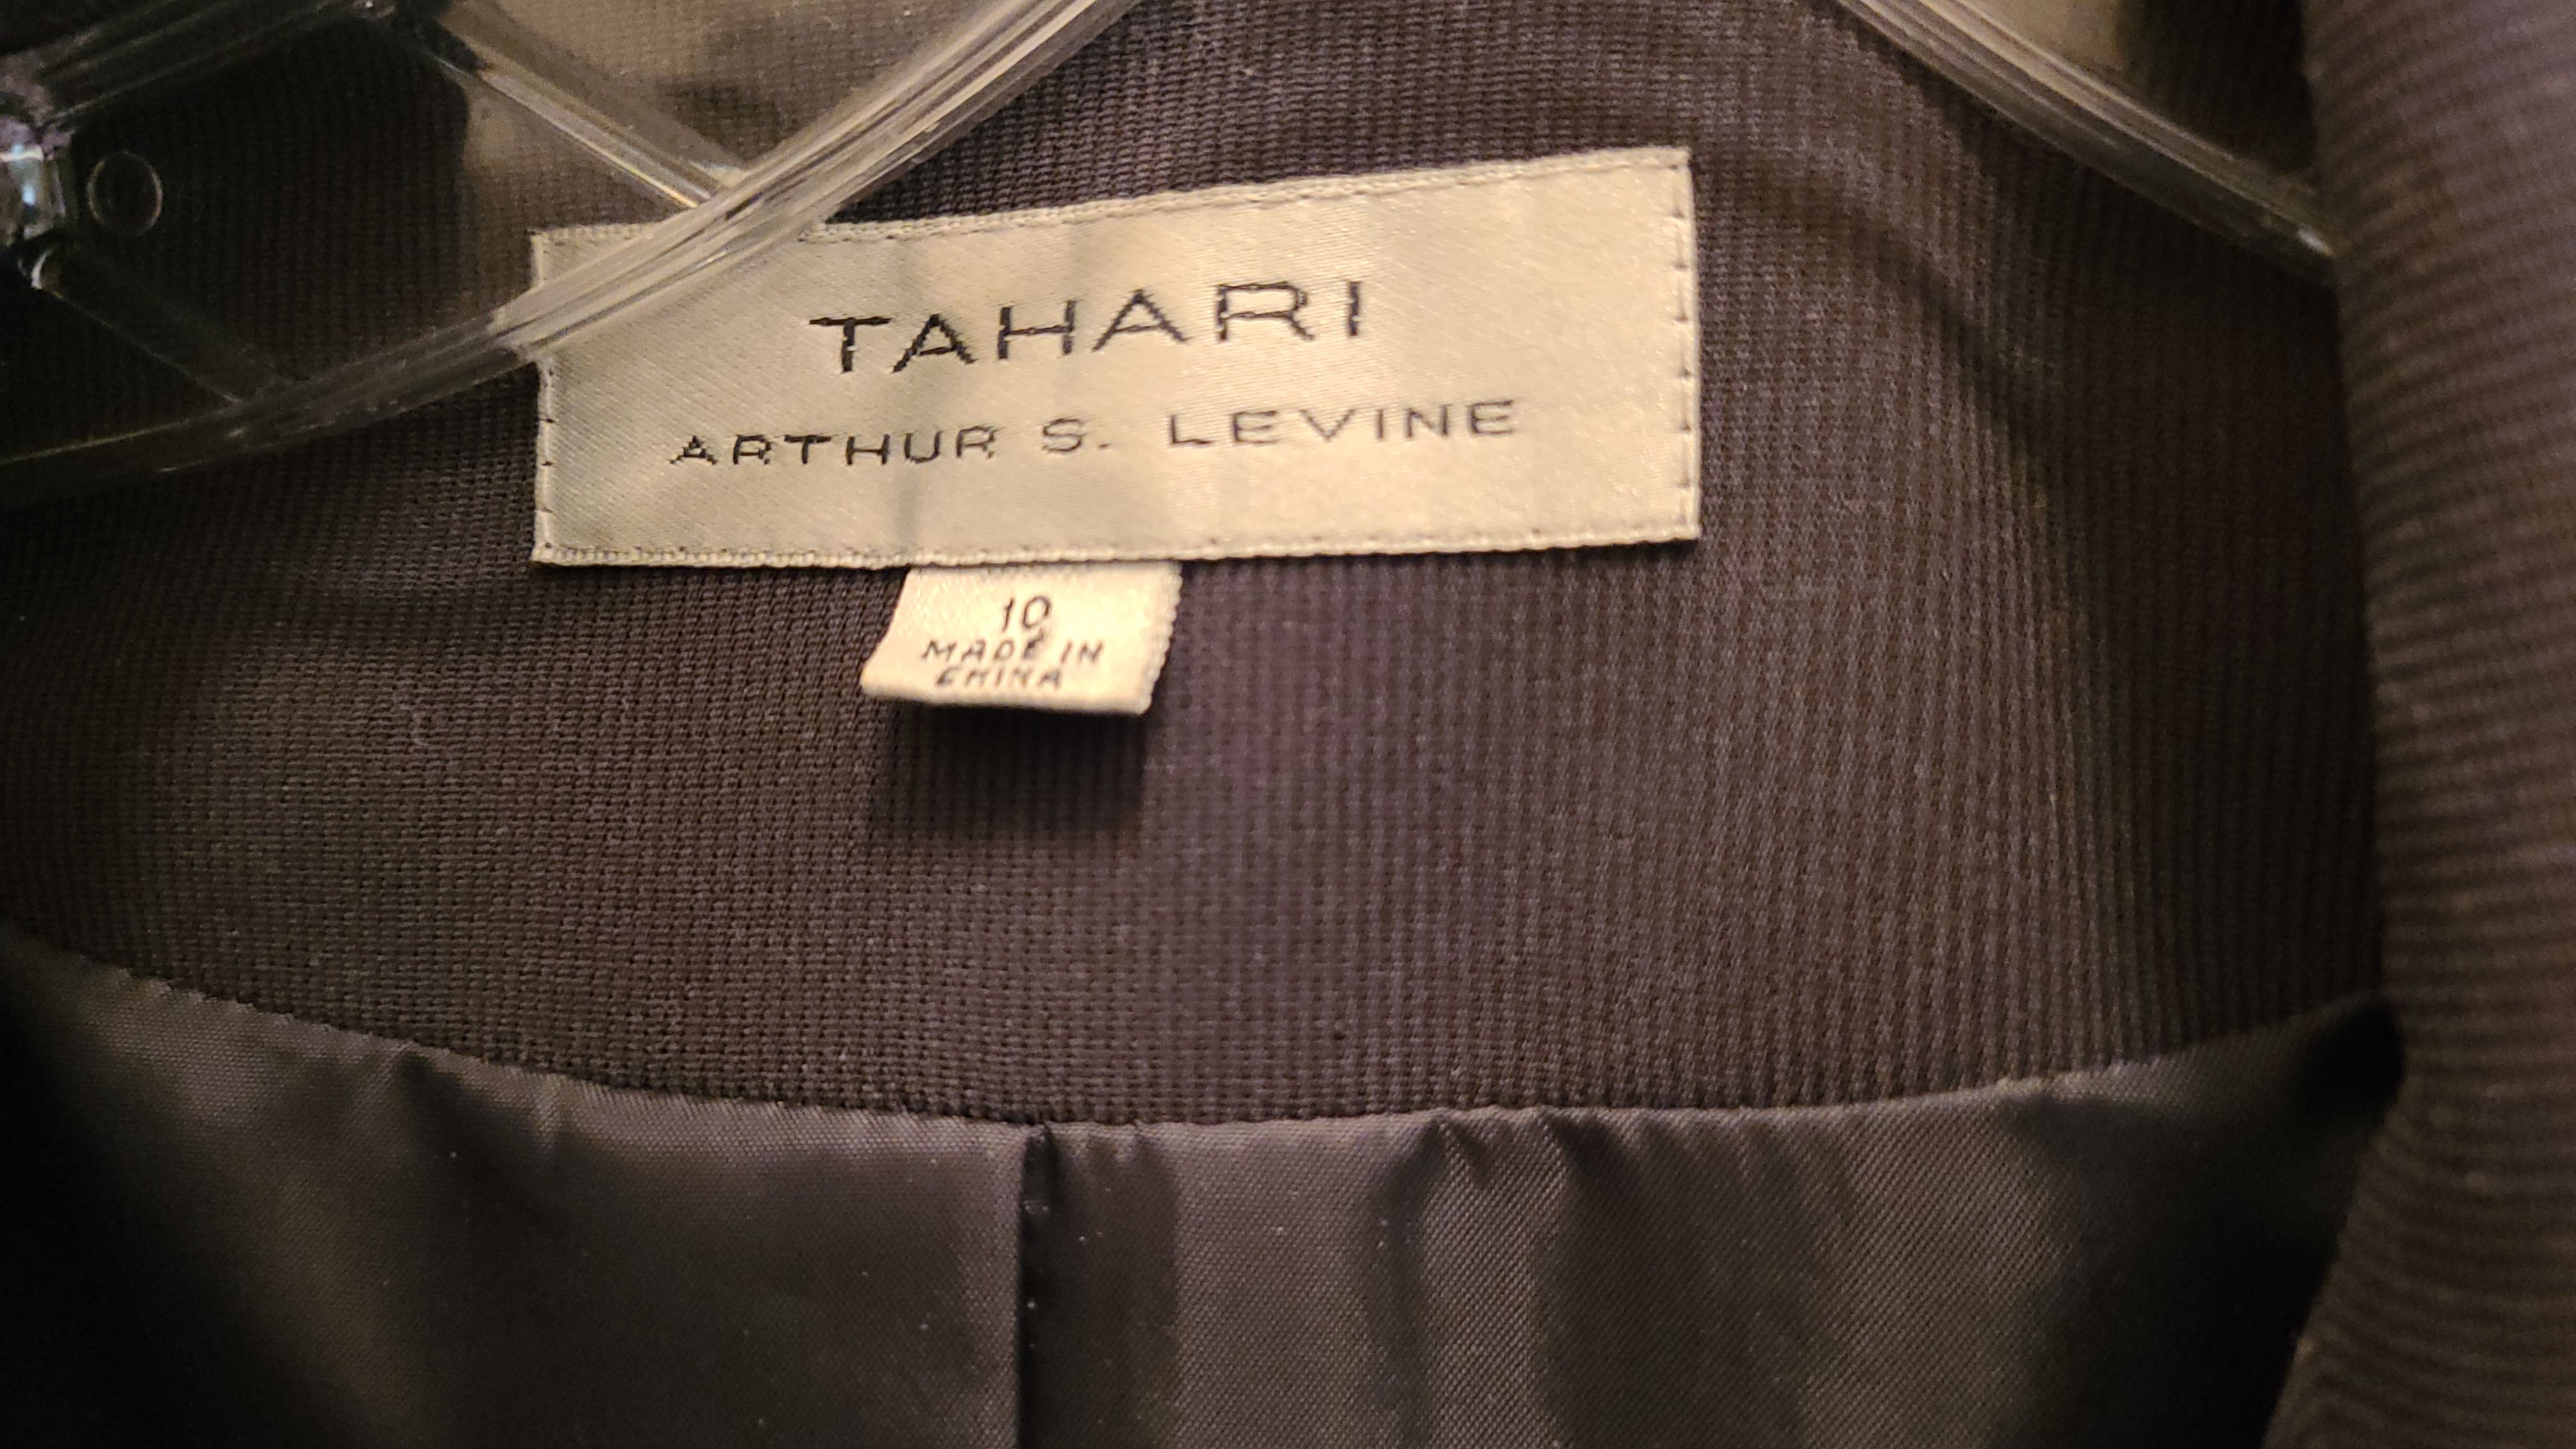 TAHARI
ARTHUR S. LEVINE
10
MADE IN
CHINA